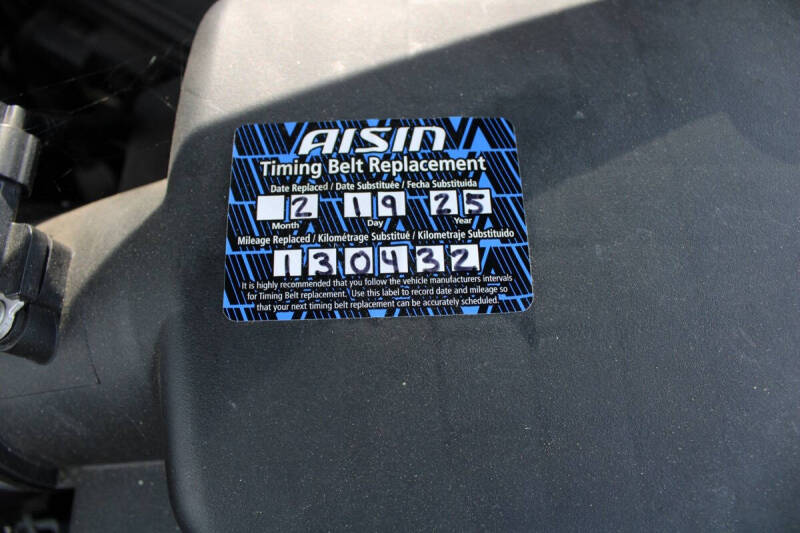 AISIN
Timing Belt Replacement
Date Replaced / Date Substituée / Fecha Substituida
2 19 25
Month Day Year
Mileage Replaced / Kilométrage Substitué / Kilometraje Substituido
130432
It is highly recommended that you follow the vehicle manufacturers intervals
for Timing Belt replacement. Use this label to record date and mileage so
that your next timing belt replacement can be accurately scheduled.